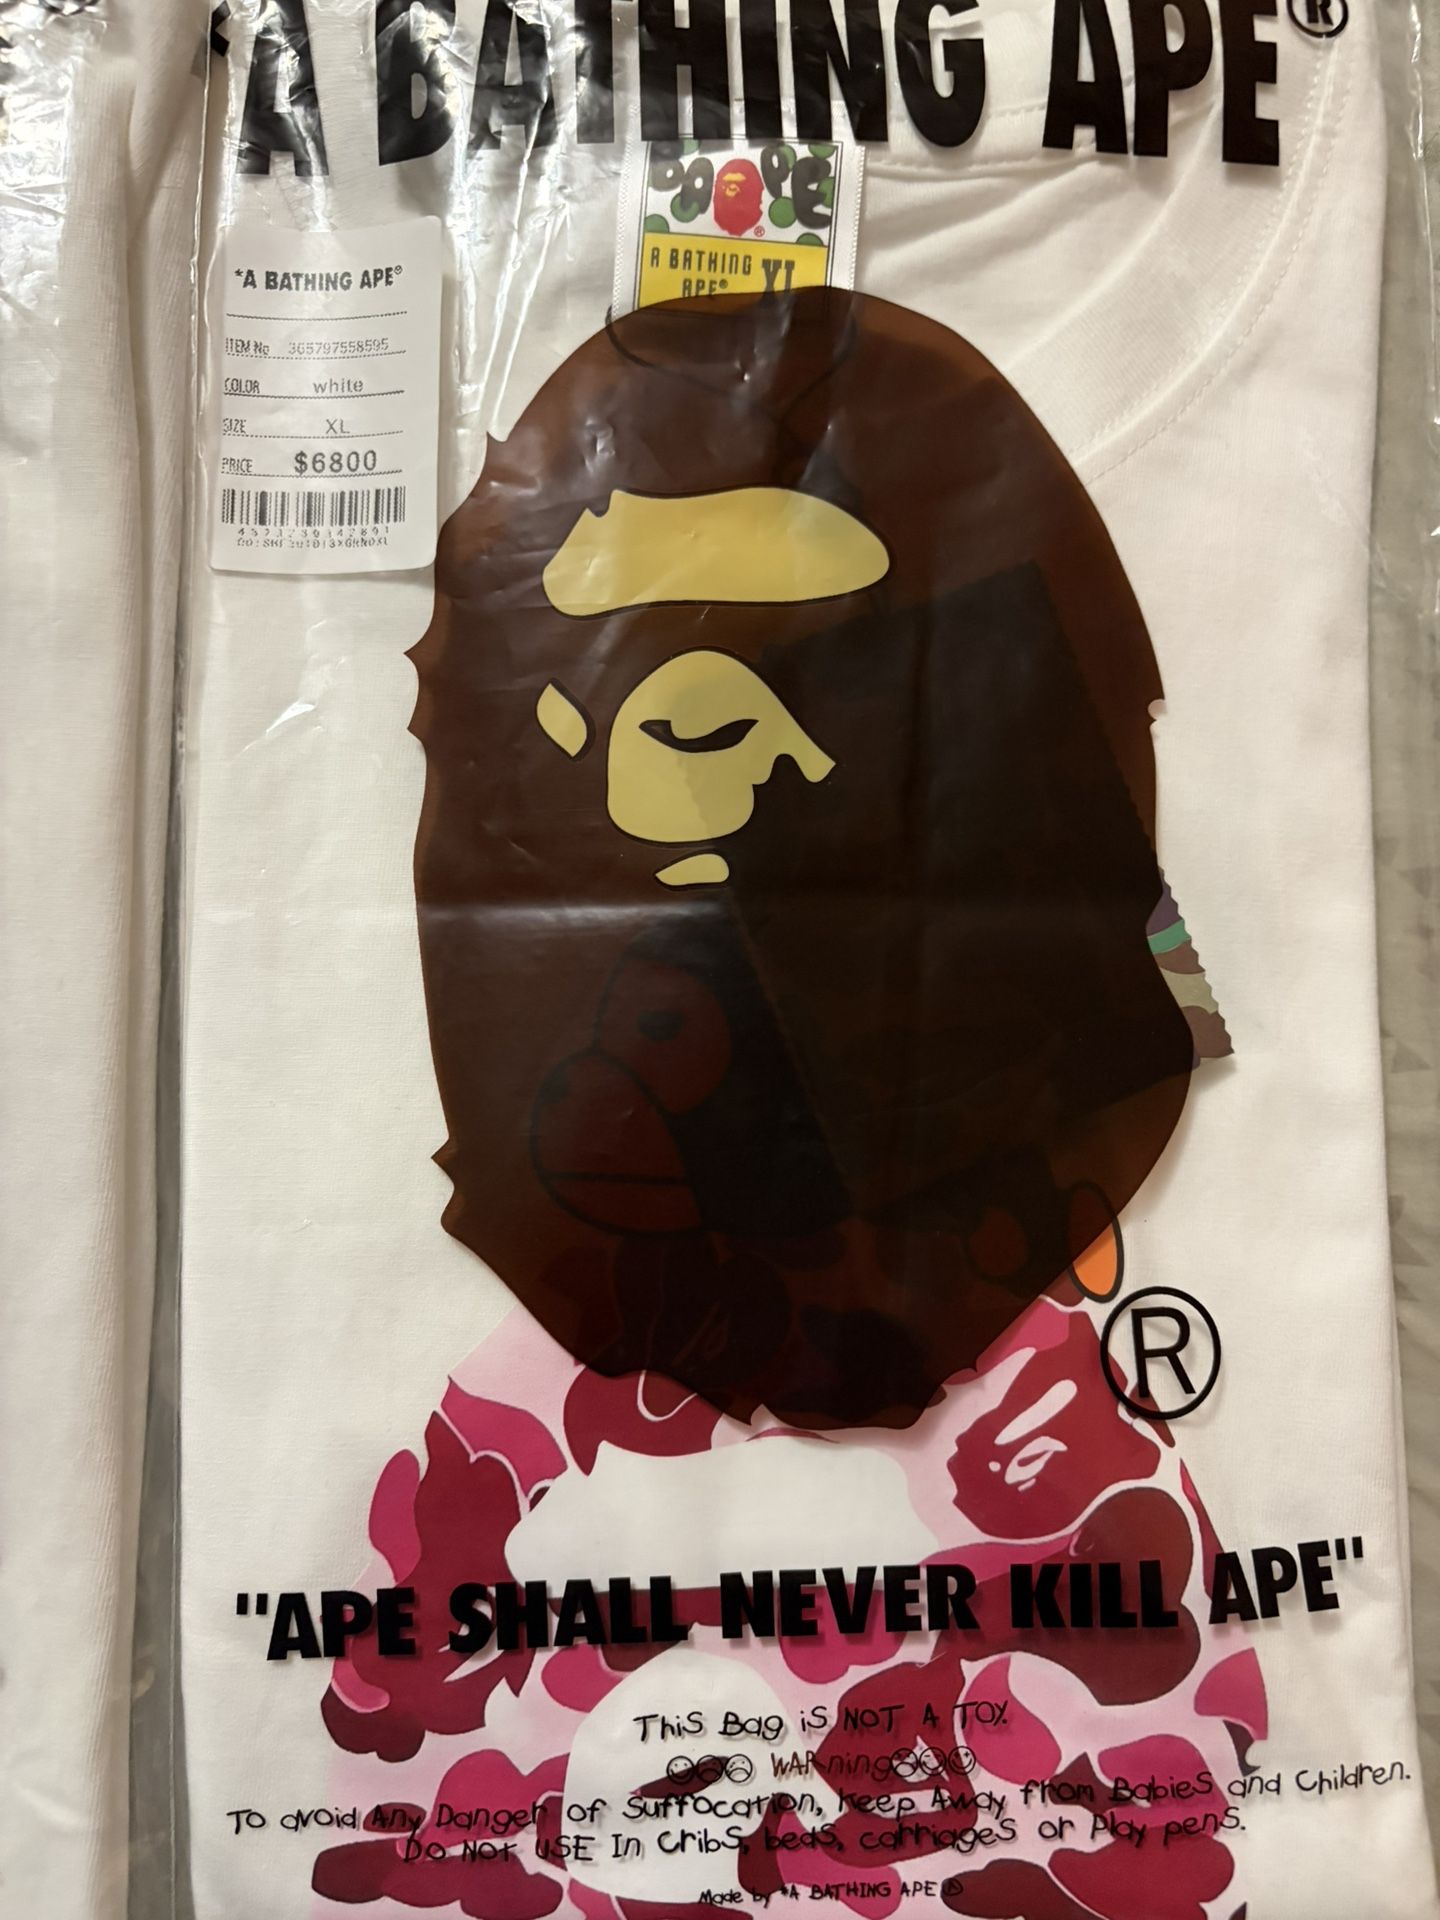 *A BATHING APE®
BAPE
®
A BATHING
APE® XL
*A BATHING APE®
ITEM No 365797558595
COLOR white
SIZE XL
PRICE $6800
®
"APE SHALL NEVER KILL APE"
THiS Bag iS NOT A TOY.
WARning
To avoid Any Danger of Suffocation, Keep Away from Babies and Children.
Do Not USE In CribS, bedS, carriages or Play penS.
Made by *A BATHING APE®